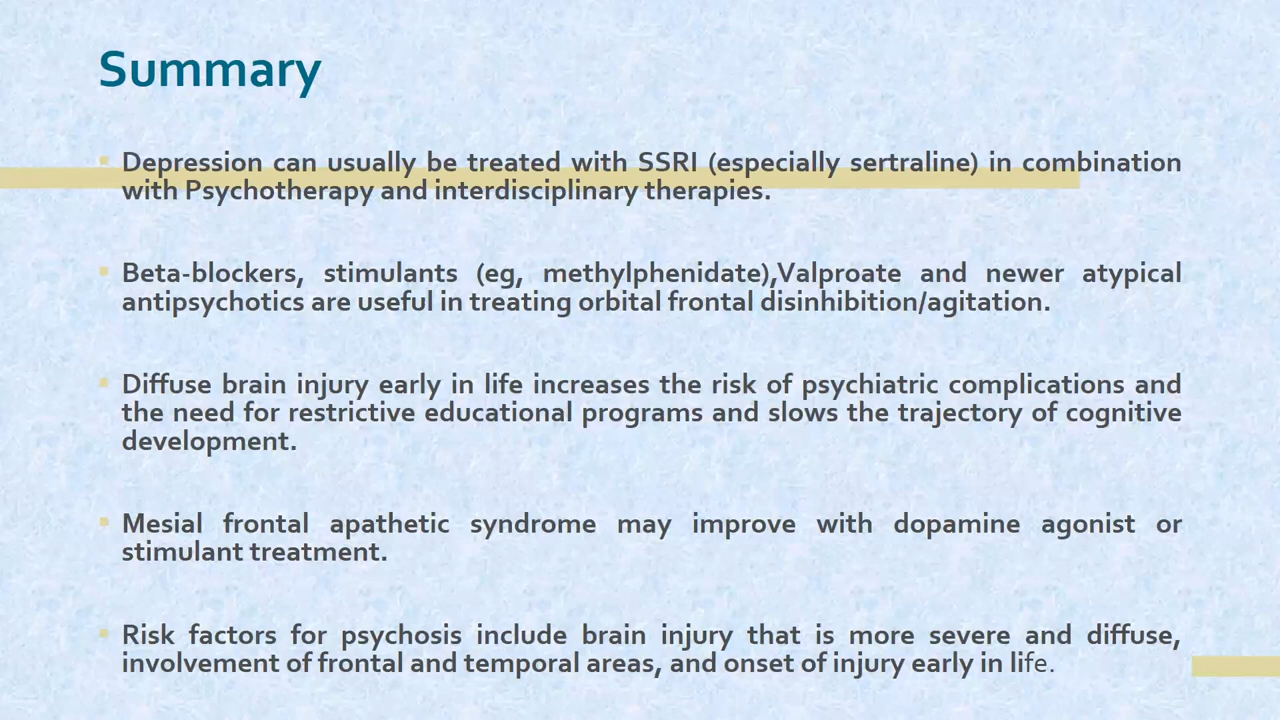 Summary
Depression can usually be treated with SSRI (especially sertraline) in combination
with Psychotherapy and interdisciplinary therapies.
Beta-blockers, stimulants (eg, methylphenidate),Valproate and newer atypical
antipsychotics are useful in treating orbital frontal disinhibition/agitation.
Diffuse brain injury early in life increases the risk of psychiatric complications and
the need for restrictive educational programs and slows the trajectory of cognitive
development.
Mesial frontal apathetic syndrome may improve with dopamine agonist or
stimulant treatment.
Risk factors for psychosis include brain injury that is more severe and diffuse,
involvement of frontal and temporal areas, and onset of injury early in life.